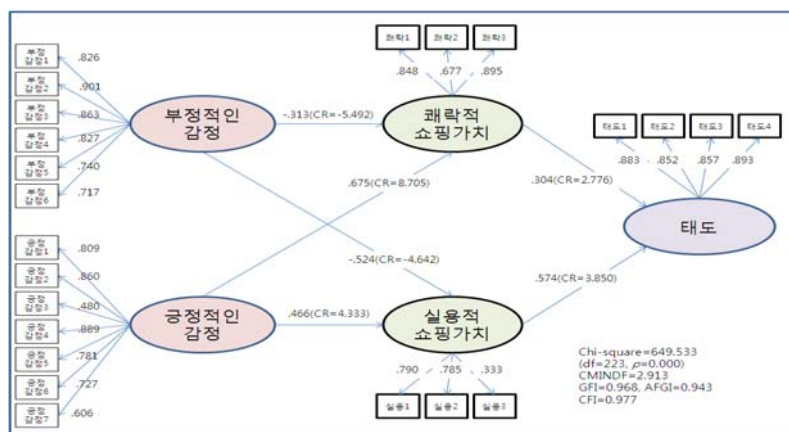 쾌락1 쾌락2 쾌락3
.848 .677 .895
부정
감정1
.826
부정
감정2
.901
부정
감정3
.863
부정
감정4
.827
부정
감정5
.740
부정
감정6
.717
부정적인
감정
-.313(CR=-5.492)
쾌락적
쇼핑가치
태도1 태도2 태도3 태도4
.883 .852 .857 .893
.675(CR=8.705)
.304(CR=2.776)
태도
-.524(CR=-4.642)
.574(CR=3.850)
긍정
감정1
.809
긍정
감정2
.860
긍정
감정3
.480
긍정
감정4
.889
긍정
감정5
.781
긍정
감정6
.727
긍정
감정7
.606
긍정적인
감정
.466(CR=4.333)
실용적
쇼핑가치
.790 .785 .333
실용1 실용2 실용3
Chi-square=649.533
(df=223, p=0.000)
CMINDF=2.913
GFI=0.968, AFGI=0.943
CFI=0.977